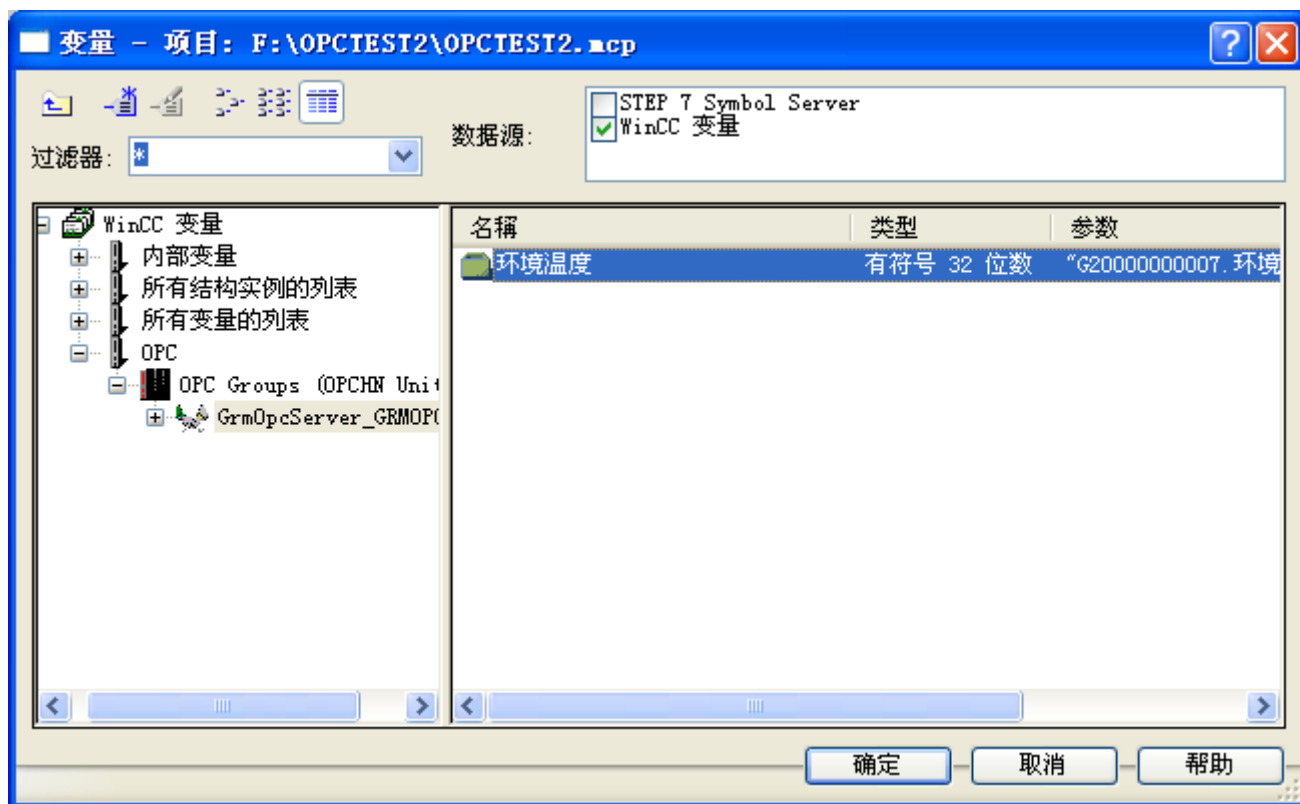 变量 - 项目: F:\OPCTEST2\OPCTEST2.mcp
STEP 7 Symbol Server
数据源:
WinCC 变量
过滤器: *
WinCC 变量
内部变量
所有结构实例的列表
所有变量的列表
OPC
OPC Groups (OPCHN Unit
GrmOpcServer_GRMOPC
名稱 类型 参数
环境温度 有符号 32 位数 "G20000000007.环境
确定 取消 帮助